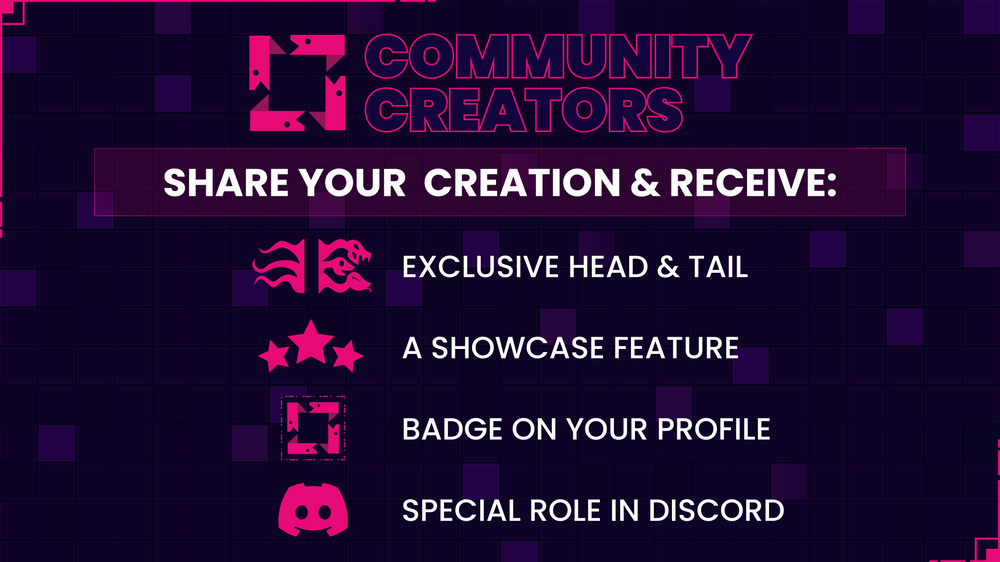 COMMUNITY
CREATORS
SHARE YOUR CREATION & RECEIVE:
EXCLUSIVE HEAD & TAIL
A SHOWCASE FEATURE
BADGE ON YOUR PROFILE
SPECIAL ROLE IN DISCORD